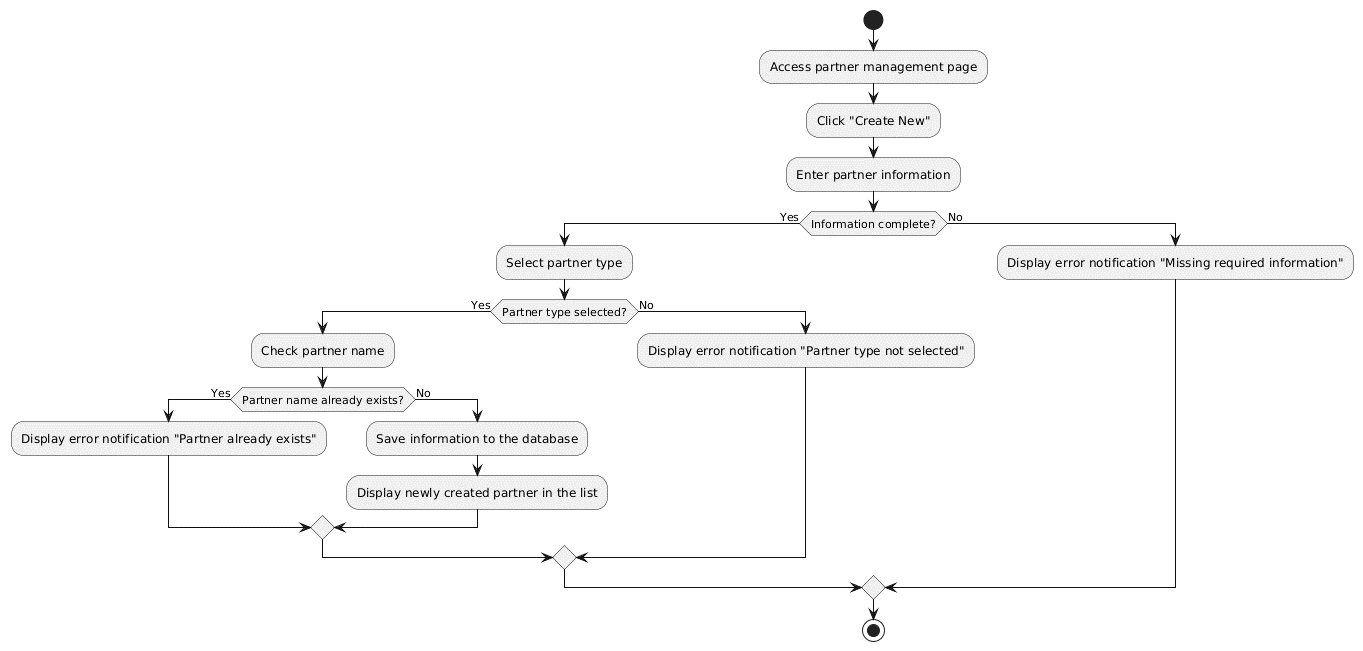 Access partner management page
Click "Create New"
Enter partner information
Yes
Information complete?
No
Select partner type
Display error notification "Missing required information"
Yes
Partner type selected?
No
Check partner name
Display error notification "Partner type not selected"
Yes
Partner name already exists?
No
Display error notification "Partner already exists"
Save information to the database
Display newly created partner in the list